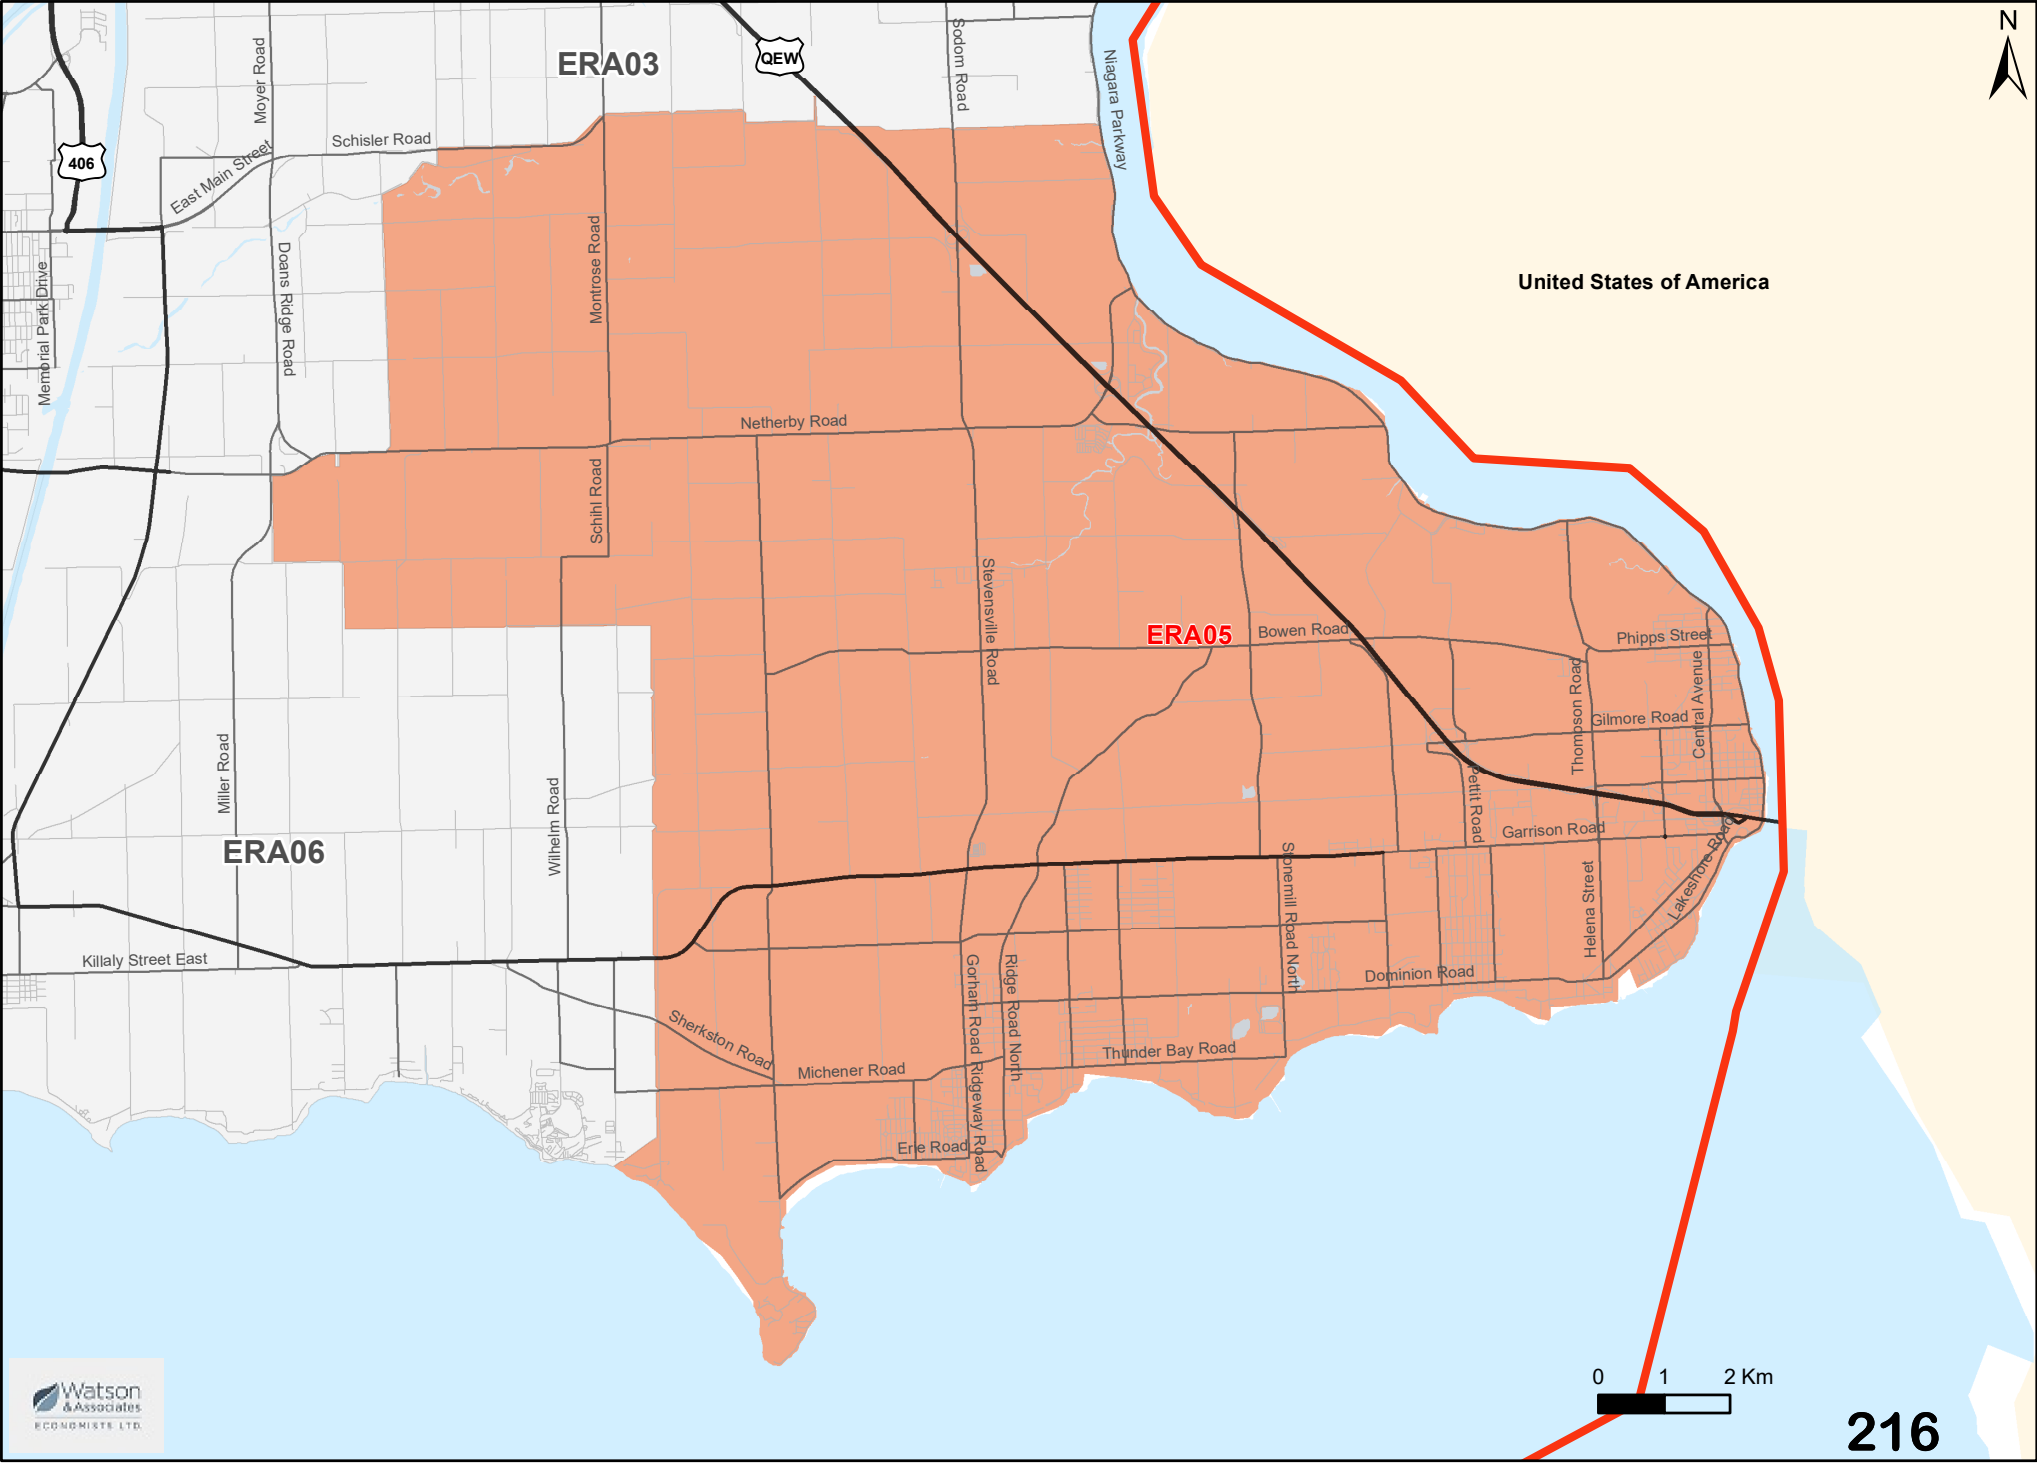 N
ERA03
QEW
Sodom Road
Moyer Road
Niagara Parkway
Schisler Road
406
East Main Street
Montrose Road
Doans Ridge Road
Memorial Park Drive
United States of America
Netherby Road
Schihl Road
Stevensville Road
ERA05
Bowen Road
Phipps Street
Thompson Road
Central Avenue
Gilmore Road
Miller Road
Wilhelm Road
Pettit Road
Garrison Road
ERA06
Lakeshore Road
Stonemill Road North
Helena Street
Killaly Street East
Gorham Road
Ridge Road North
Dominion Road
Sherkston Road
Thunder Bay Road
Michener Road
Ridgeway Road
Erie Road
0 1 2 Km
Watson
& Associates
ECONOMISTS LTD.
216